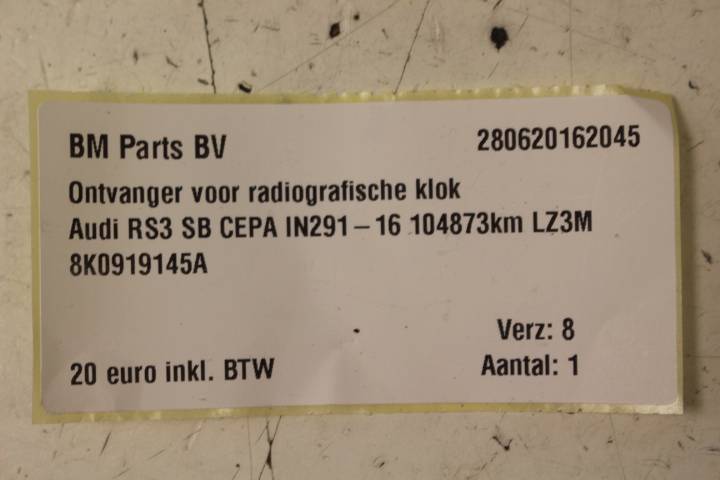 BM Parts BV 280620162045
Ontvanger voor radiografische klok
Audi RS3 SB CEPA IN291-16 104873km LZ3M
8K0919145A
Verz: 8
20 euro inkl. BTW Aantal: 1